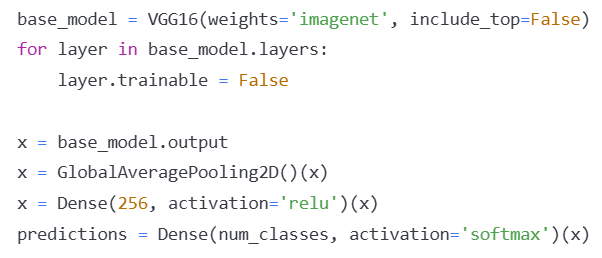 base_model = VGG16(weights='imagenet', include_top=False)
for layer in base_model.layers:
    layer.trainable = False

x = base_model.output
x = GlobalAveragePooling2D()(x)
x = Dense(256, activation='relu')(x)
predictions = Dense(num_classes, activation='softmax')(x)